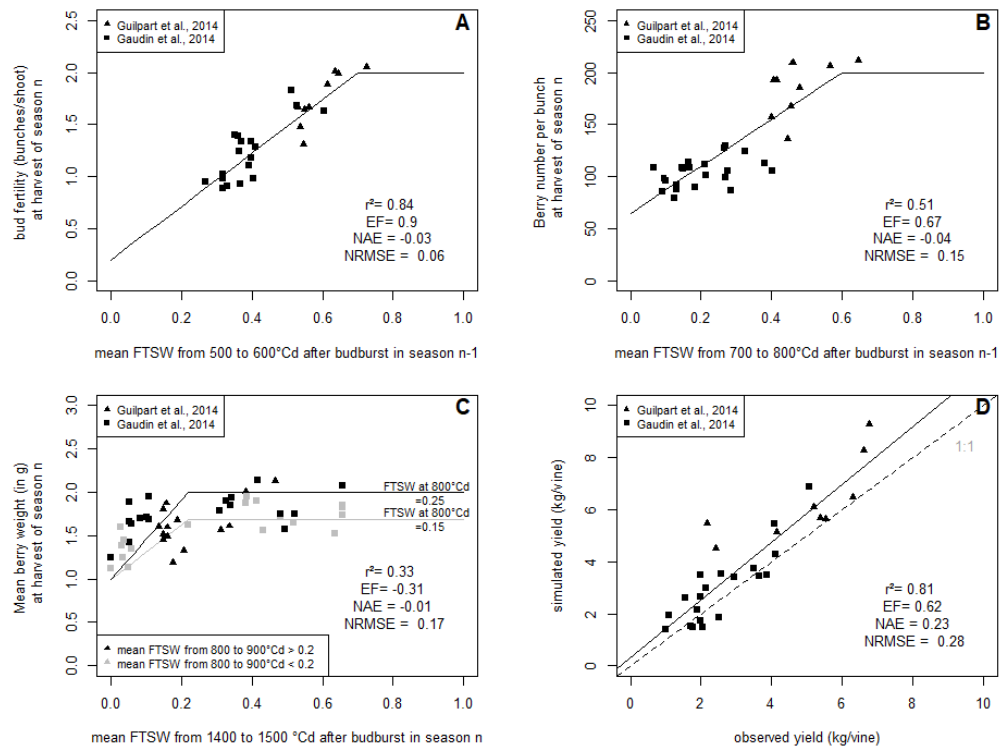 A
▲ Guilpart et al., 2014
■ Gaudin et al., 2014
2.5
2.0
1.5
1.0
0.5
0.0
bud fertility (bunches/shoot)
at harvest of season n
r²= 0.84
EF= 0.9
NAE = -0.03
NRMSE = 0.06
0.0 0.2 0.4 0.6 0.8 1.0
mean FTSW from 500 to 600°Cd after budburst in season n-1
B
▲ Guilpart et al., 2014
■ Gaudin et al., 2014
250
200
150
100
50
0
Berry number per bunch
at harvest of season n
r²= 0.51
EF= 0.67
NAE = -0.04
NRMSE = 0.15
0.0 0.2 0.4 0.6 0.8 1.0
mean FTSW from 700 to 800°Cd after budburst in season n-1
C
▲ Guilpart et al., 2014
■ Gaudin et al., 2014
3.0
2.5
2.0
1.5
1.0
0.5
0.0
Mean berry weight (in g)
at harvest of season n
FTSW at 800°Cd
=0.25
FTSW at 800°Cd
=0.15
r²= 0.33
EF= -0.31
NAE = -0.01
NRMSE = 0.17
▲ mean FTSW from 800 to 900°Cd > 0.2
▲ mean FTSW from 800 to 900°Cd < 0.2
0.0 0.2 0.4 0.6 0.8 1.0
mean FTSW from 1400 to 1500 °Cd after budburst in season n
D
▲ Guilpart et al., 2014
■ Gaudin et al., 2014
1:1
10
8
6
4
2
0
simulated yield (kg/vine)
r²= 0.81
EF= 0.62
NAE = 0.23
NRMSE = 0.28
0 2 4 6 8 10
observed yield (kg/vine)